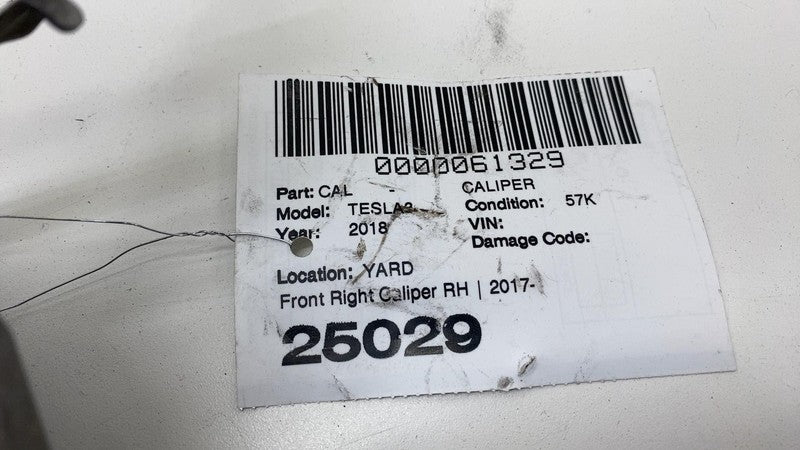 0000061329
Part: CAL - CALIPER
Model: TESLA3 Condition: 57K
Year: 2018 VIN:
Damage Code:
Location: YARD
Front Right Caliper RH | 2017-
25029